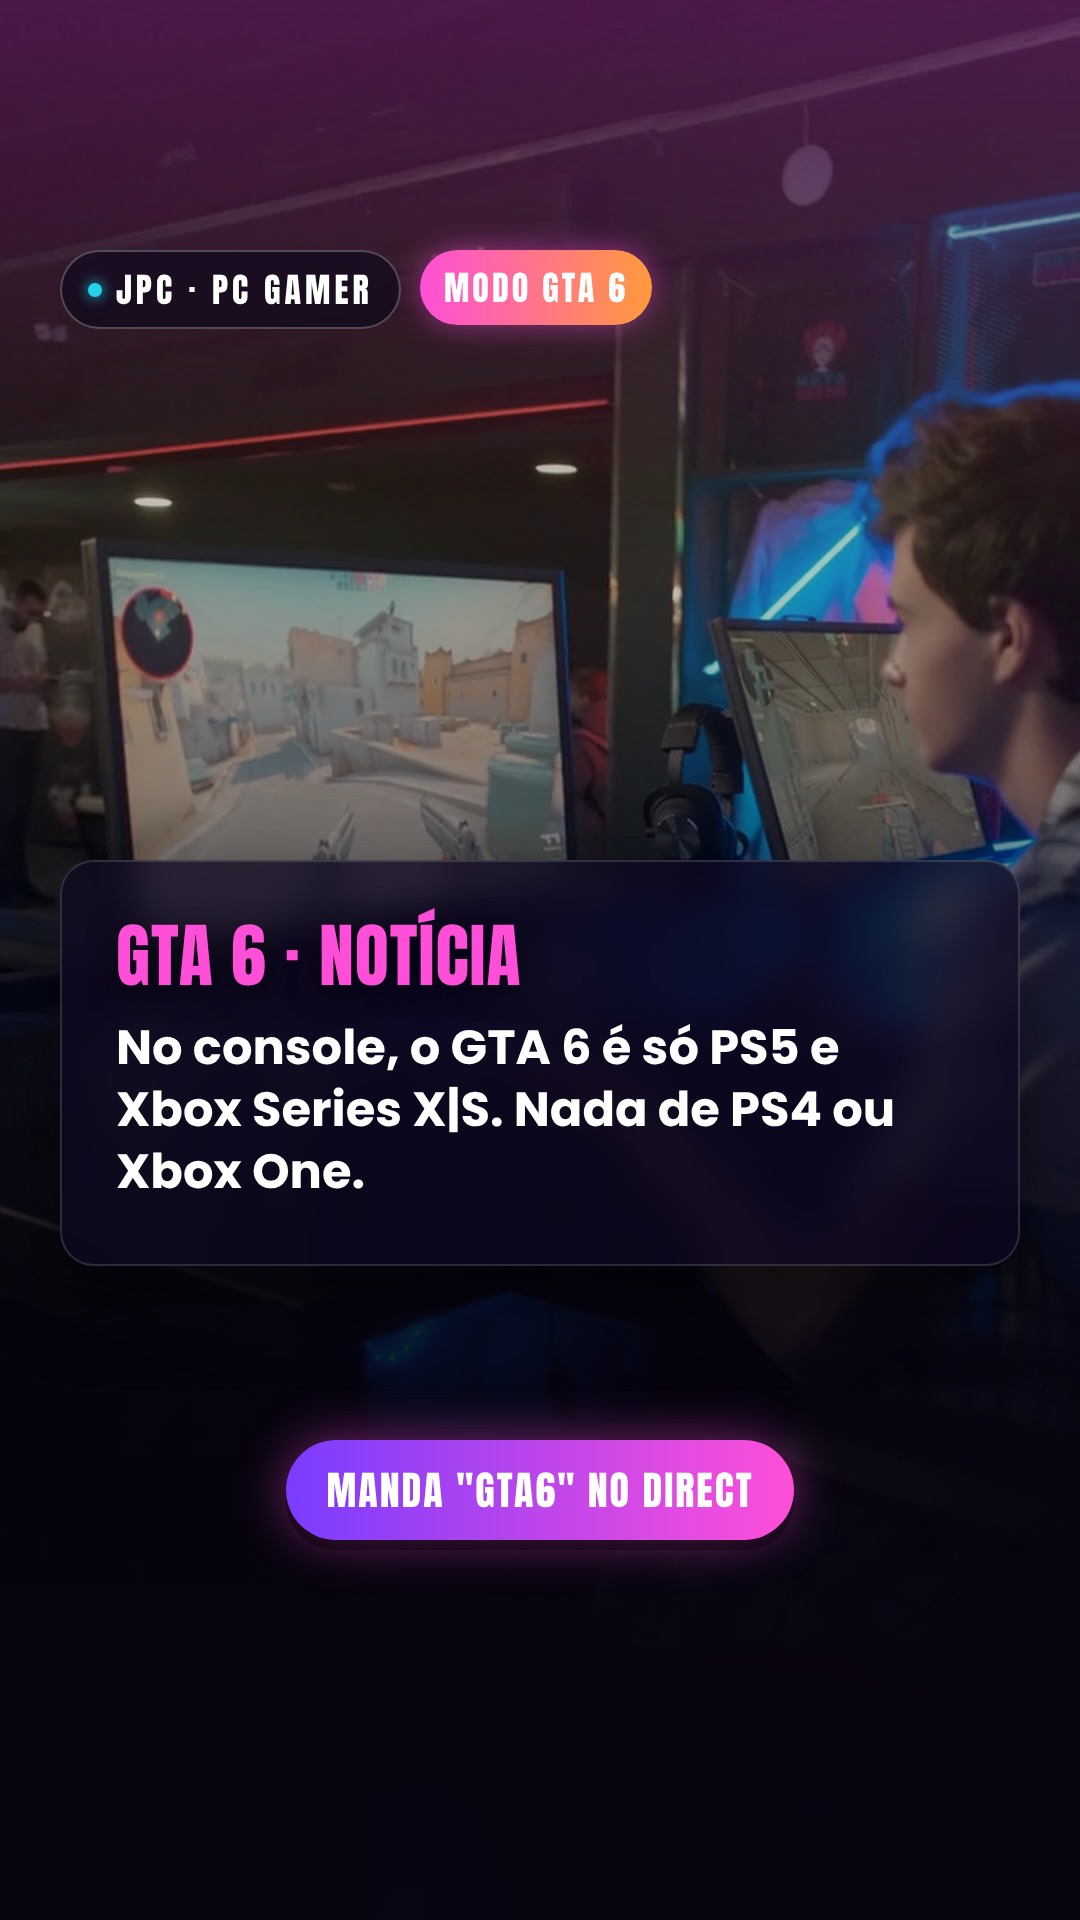 JPC · PC GAMER
MODO GTA 6
GTA 6 · NOTÍCIA
No console, o GTA 6 é só PS5 e
Xbox Series X|S. Nada de PS4 ou
Xbox One.
MANDA "GTA6" NO DIRECT